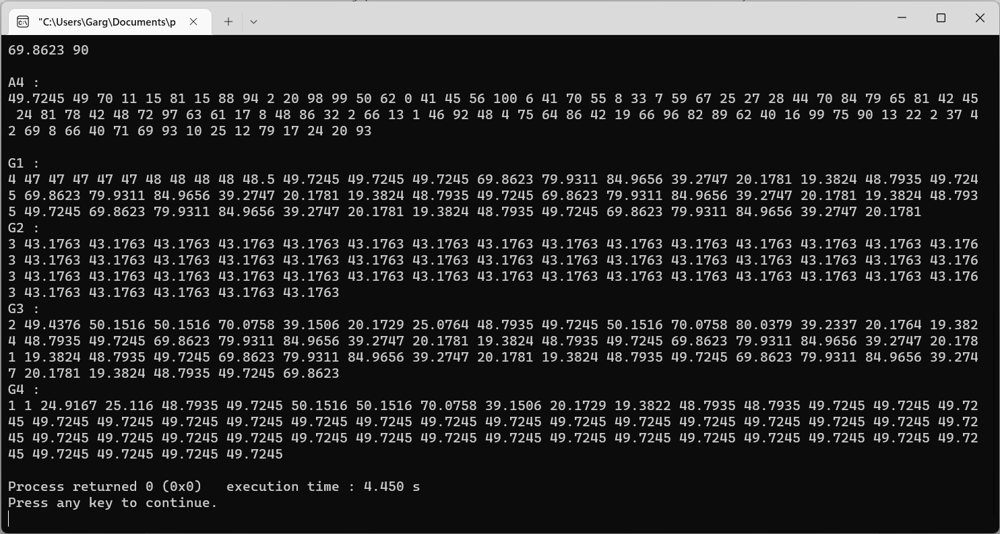 "C:\Users\Garg\Documents\p
69.8623 90
A4 :
49.7245 49 70 11 15 81 15 88 94 2 20 98 99 50 62 0 41 45 56 100 6 41 70 55 8 33 7 59 67 25 27 28 44 70 84 79 65 81 42 45
24 81 78 42 48 72 97 63 61 17 8 48 86 32 2 66 13 1 46 92 48 4 75 64 86 42 19 66 96 82 89 62 40 16 99 75 90 13 22 2 37 4
2 69 8 66 40 71 69 93 10 25 12 79 17 24 20 93
G1 :
4 47 47 47 47 47 48 48 48 48 48.5 49.7245 49.7245 49.7245 69.8623 79.9311 84.9656 39.2747 20.1781 19.3824 48.7935 49.724
5 69.8623 79.9311 84.9656 39.2747 20.1781 19.3824 48.7935 49.7245 69.8623 79.9311 84.9656 39.2747 20.1781 19.3824 48.793
5 49.7245 69.8623 79.9311 84.9656 39.2747 20.1781 19.3824 48.7935 49.7245 69.8623 79.9311 84.9656 39.2747 20.1781
G2 :
3 43.1763 43.1763 43.1763 43.1763 43.1763 43.1763 43.1763 43.1763 43.1763 43.1763 43.1763 43.1763 43.1763 43.1763 43.176
3 43.1763 43.1763 43.1763 43.1763 43.1763 43.1763 43.1763 43.1763 43.1763 43.1763 43.1763 43.1763 43.1763 43.1763 43.176
3 43.1763 43.1763 43.1763 43.1763 43.1763 43.1763 43.1763 43.1763 43.1763 43.1763 43.1763 43.1763 43.1763 43.1763 43.176
3 43.1763 43.1763 43.1763 43.1763 43.1763
G3 :
2 49.4376 50.1516 50.1516 70.0758 39.1506 20.1729 25.0764 48.7935 49.7245 50.1516 70.0758 80.0379 39.2337 20.1764 19.382
4 48.7935 49.7245 69.8623 79.9311 84.9656 39.2747 20.1781 19.3824 48.7935 49.7245 69.8623 79.9311 84.9656 39.2747 20.178
1 19.3824 48.7935 49.7245 69.8623 79.9311 84.9656 39.2747 20.1781 19.3824 48.7935 49.7245 69.8623 79.9311 84.9656 39.274
7 20.1781 19.3824 48.7935 49.7245 69.8623
G4 :
1 1 24.9167 25.116 48.7935 49.7245 50.1516 50.1516 70.0758 39.1506 20.1729 19.3822 48.7935 48.7935 49.7245 49.7245 49.72
45 49.7245 49.7245 49.7245 49.7245 49.7245 49.7245 49.7245 49.7245 49.7245 49.7245 49.7245 49.7245 49.7245 49.7245 49.72
45 49.7245 49.7245 49.7245 49.7245 49.7245 49.7245 49.7245 49.7245 49.7245 49.7245 49.7245 49.7245 49.7245 49.7245 49.72
45 49.7245 49.7245 49.7245 49.7245
Process returned 0 (0x0)   execution time : 4.450 s
Press any key to continue.